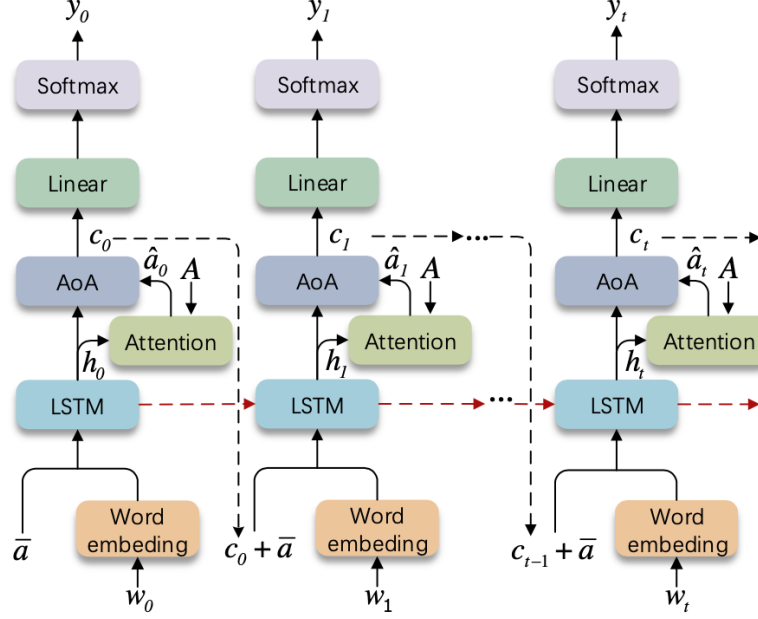 y₀ y₁ yₜ
Softmax Softmax Softmax
Linear Linear Linear
c₀ c₁ ... cₜ
â₀ A â₁ A âₜ A
AoA AoA AoA
Attention Attention Attention
h₀ h₁ hₜ
LSTM LSTM ... LSTM
Word Word Word
embeding embeding embeding
a̅ c₀ + a̅ cₜ₋₁ + a̅
w₀ w₁ wₜ